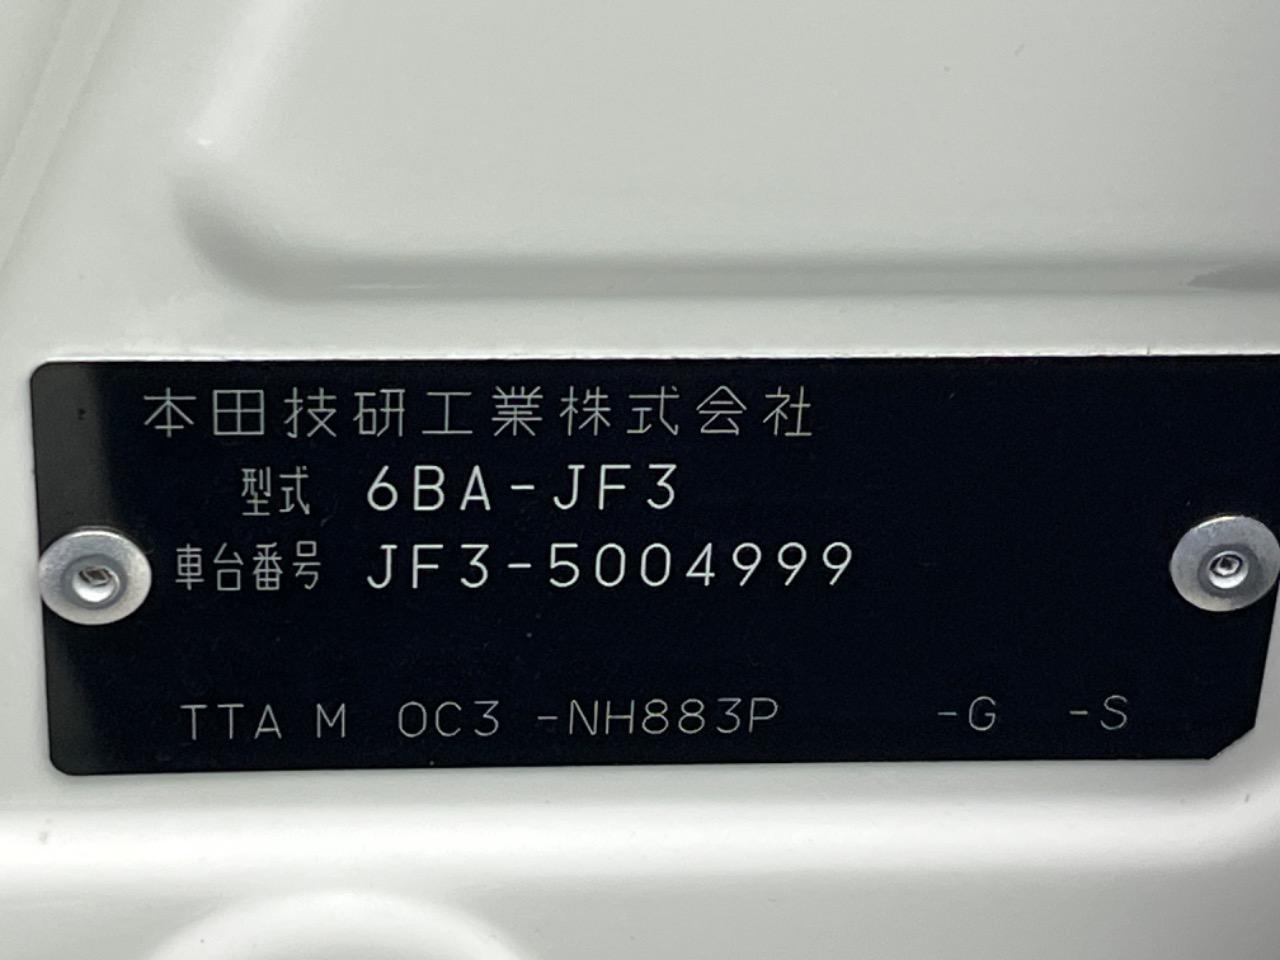 本田技研工業株式会社
型式 6BA-JF3
車台番号 JF3-5004999
TTA M 0C3 -NH883P -G -S